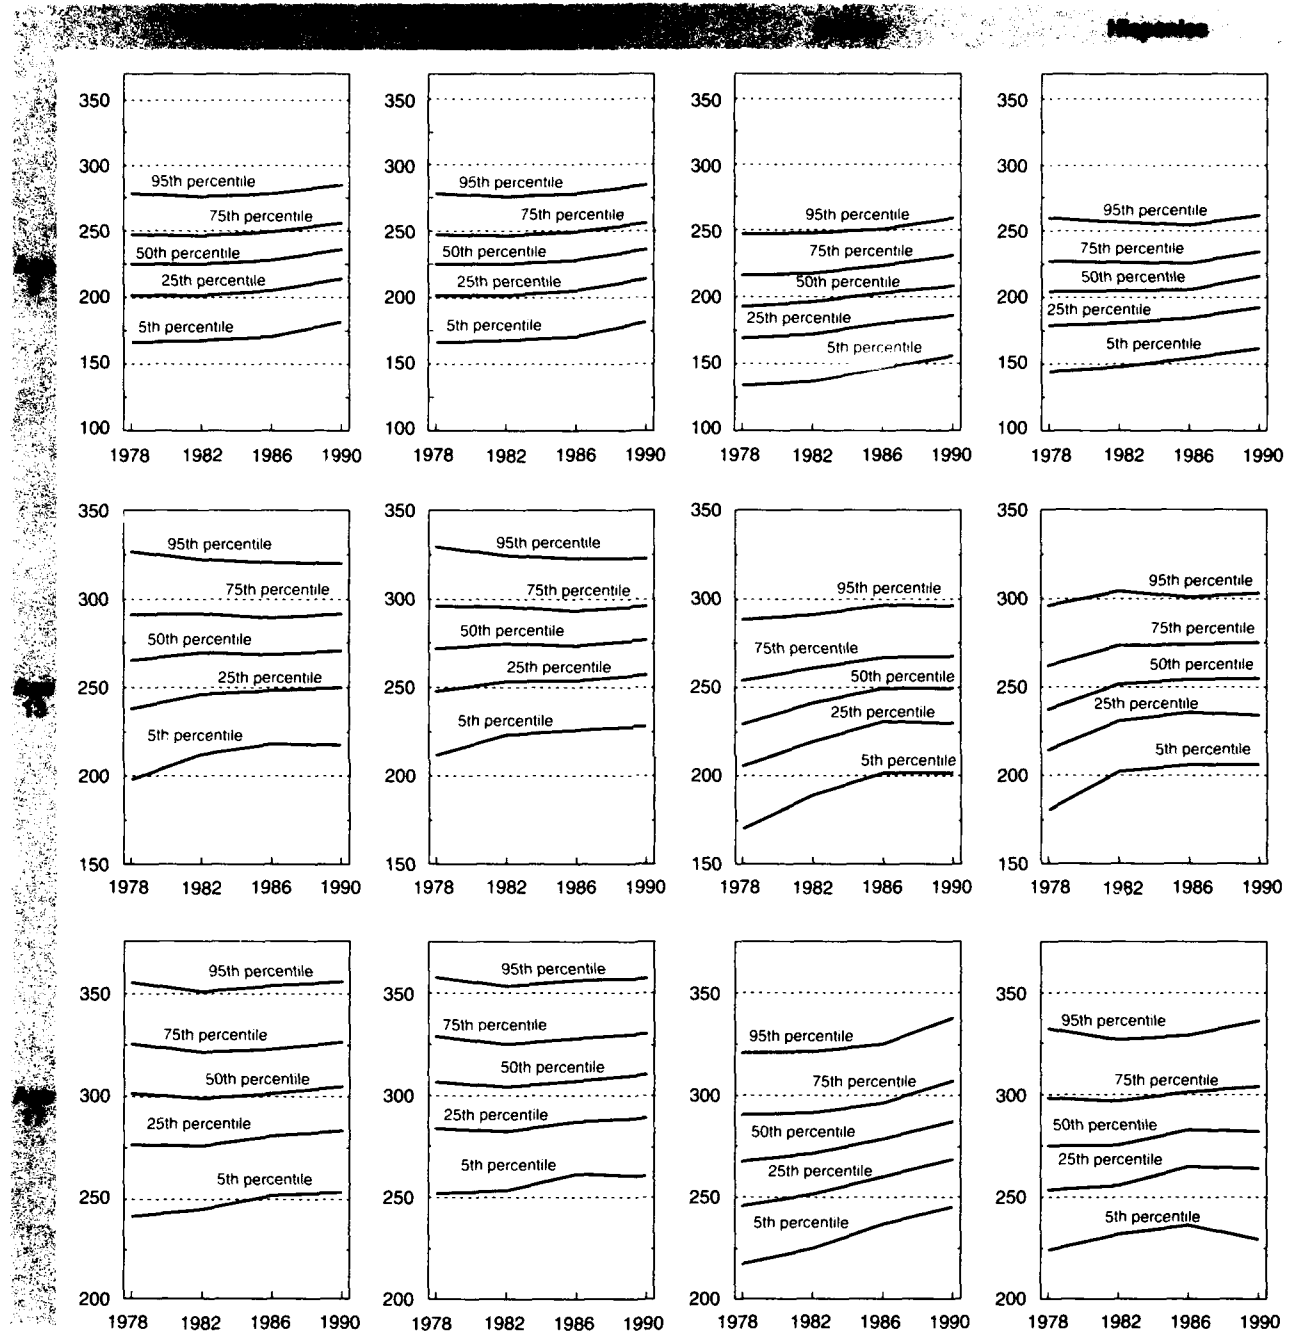 Hispanics
350 350 350 350
300 300 300 300
95th percentile 95th percentile 95th percentile 95th percentile
75th percentile 75th percentile 75th percentile 75th percentile
250 250 250 250
50th percentile 50th percentile 50th percentile 50th percentile
25th percentile 25th percentile 25th percentile 25th percentile
200 200 200 200
5th percentile 5th percentile 5th percentile 5th percentile
150 150 150 150
100 100 100 100
1978 1982 1986 1990 1978 1982 1986 1990 1978 1982 1986 1990 1978 1982 1986 1990
350 350 350 350
95th percentile 95th percentile 95th percentile 95th percentile
300 300 300 300
75th percentile 75th percentile 75th percentile 75th percentile
50th percentile 50th percentile 50th percentile 50th percentile
250 250 250 250
25th percentile 25th percentile 25th percentile 25th percentile
Age
13
5th percentile 5th percentile 5th percentile 5th percentile
200 200 200 200
150 150 150 150
1978 1982 1986 1990 1978 1982 1986 1990 1978 1982 1986 1990 1978 1982 1986 1990
95th percentile 95th percentile 95th percentile 95th percentile
350 350 350 350
75th percentile 75th percentile 75th percentile 75th percentile
300 300 300 300
50th percentile 50th percentile 50th percentile 50th percentile
Age
25th percentile 25th percentile 25th percentile 25th percentile
5th percentile 5th percentile 5th percentile 5th percentile
250 250 250 250
200 200 200 200
1978 1982 1986 1990 1978 1982 1986 1990 1978 1982 1986 1990 1978 1982 1986 1990